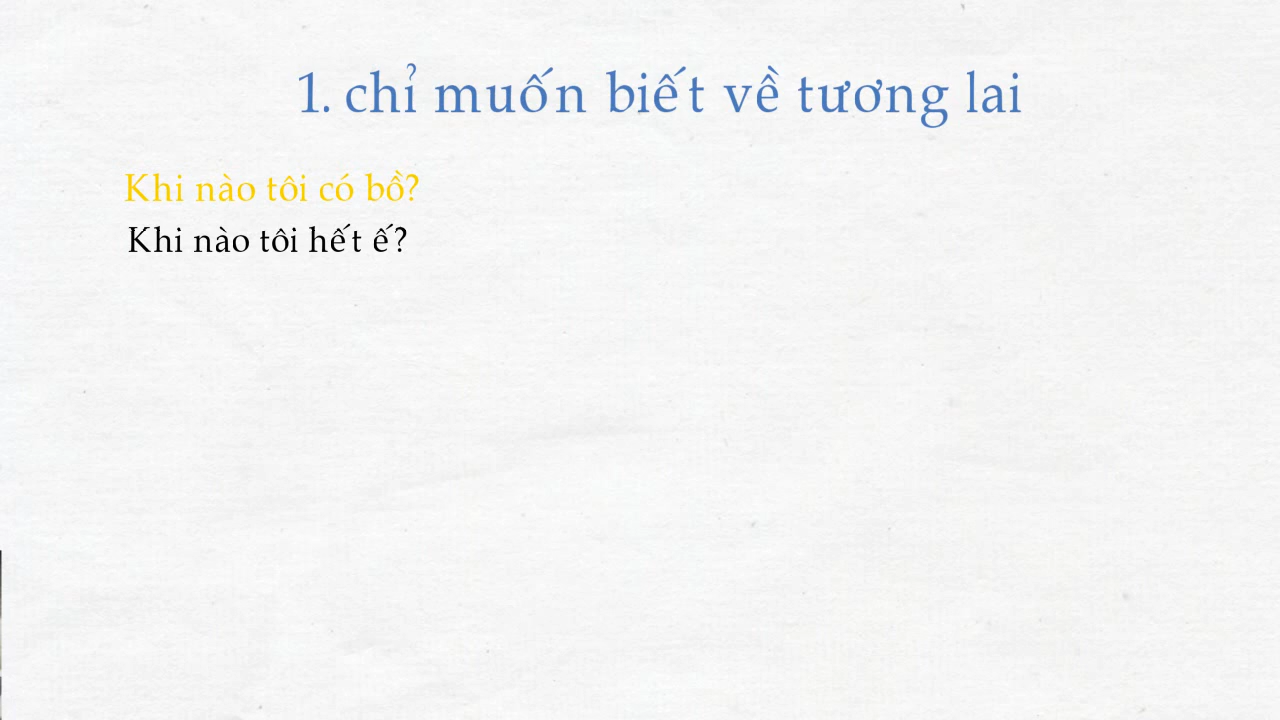 1. chỉ muốn biết về tương lai
Khi nào tôi có bồ?
Khi nào tôi hết ế?